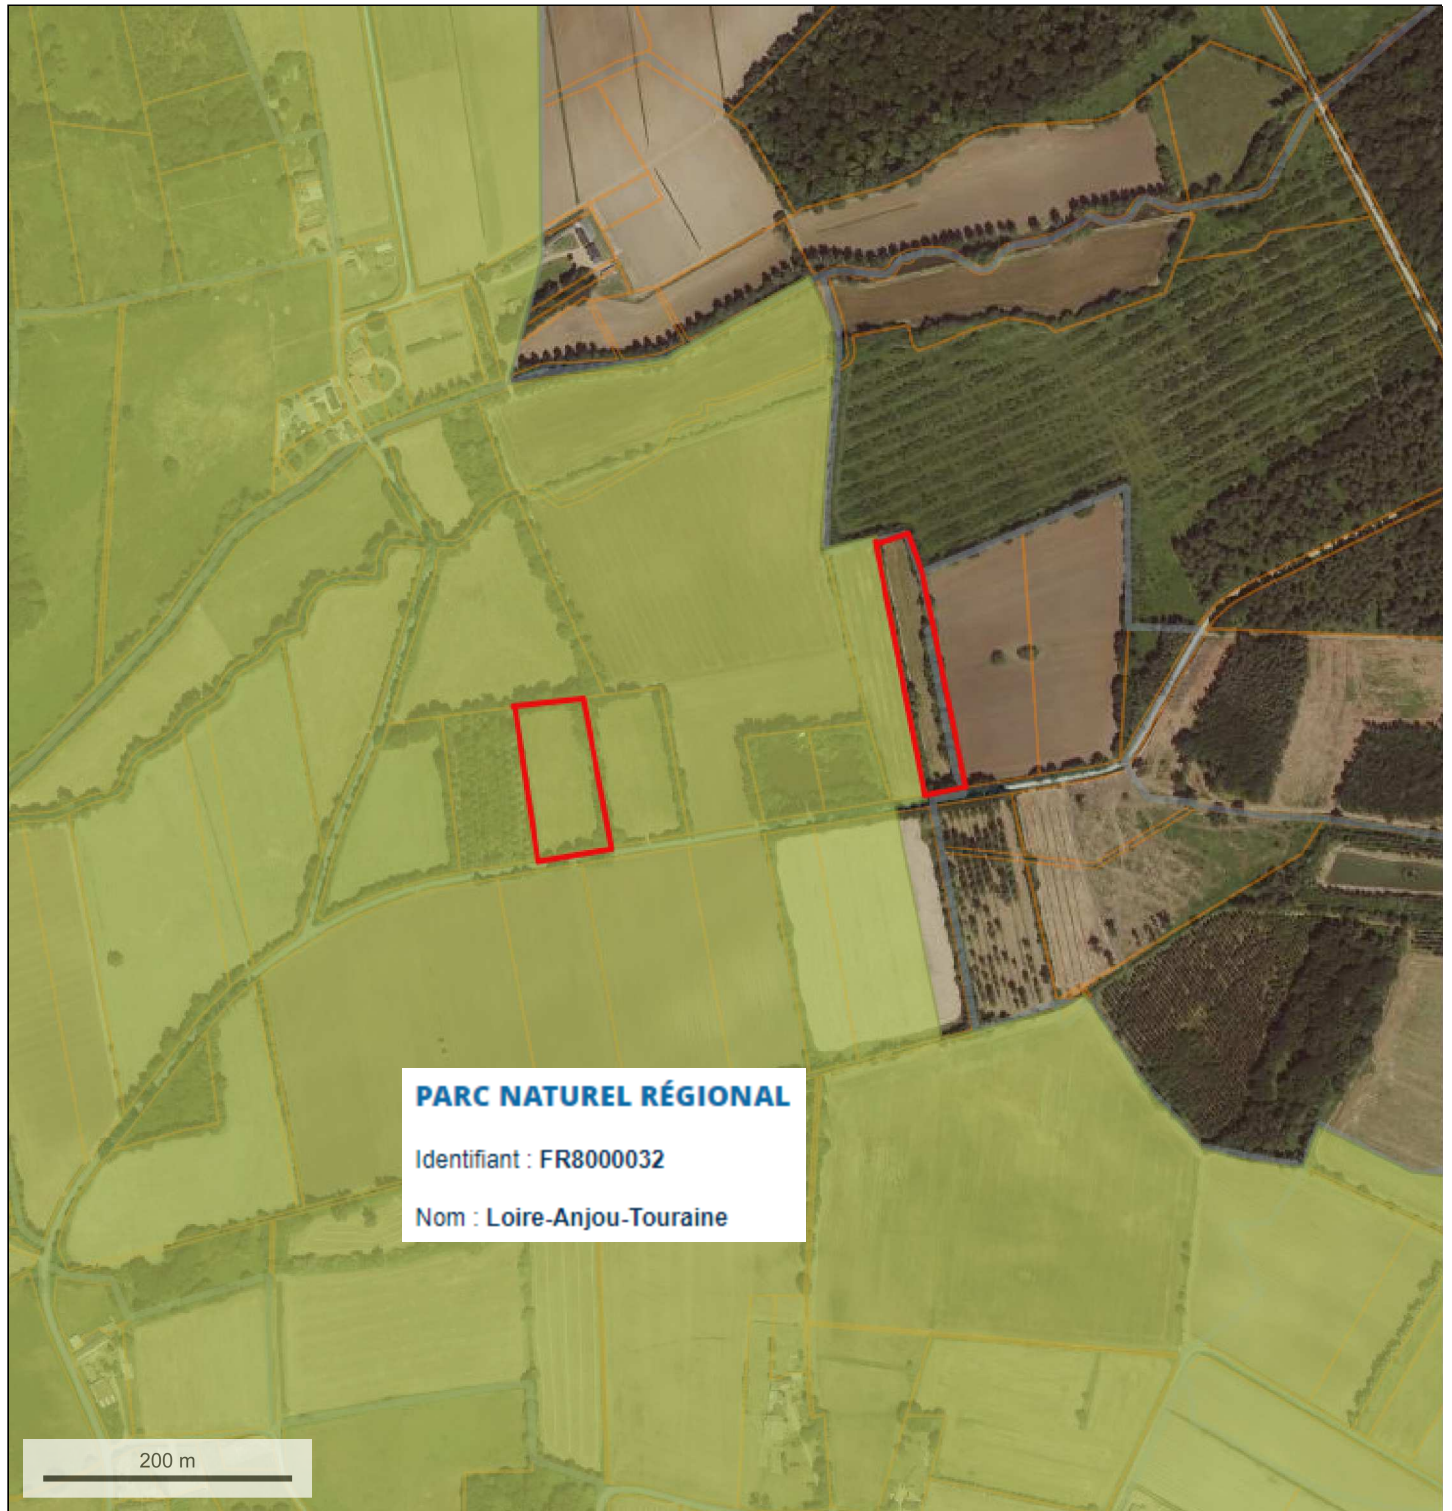 PARC NATUREL RÉGIONAL
Identifiant : FR8000032
Nom : Loire-Anjou-Touraine
200 m